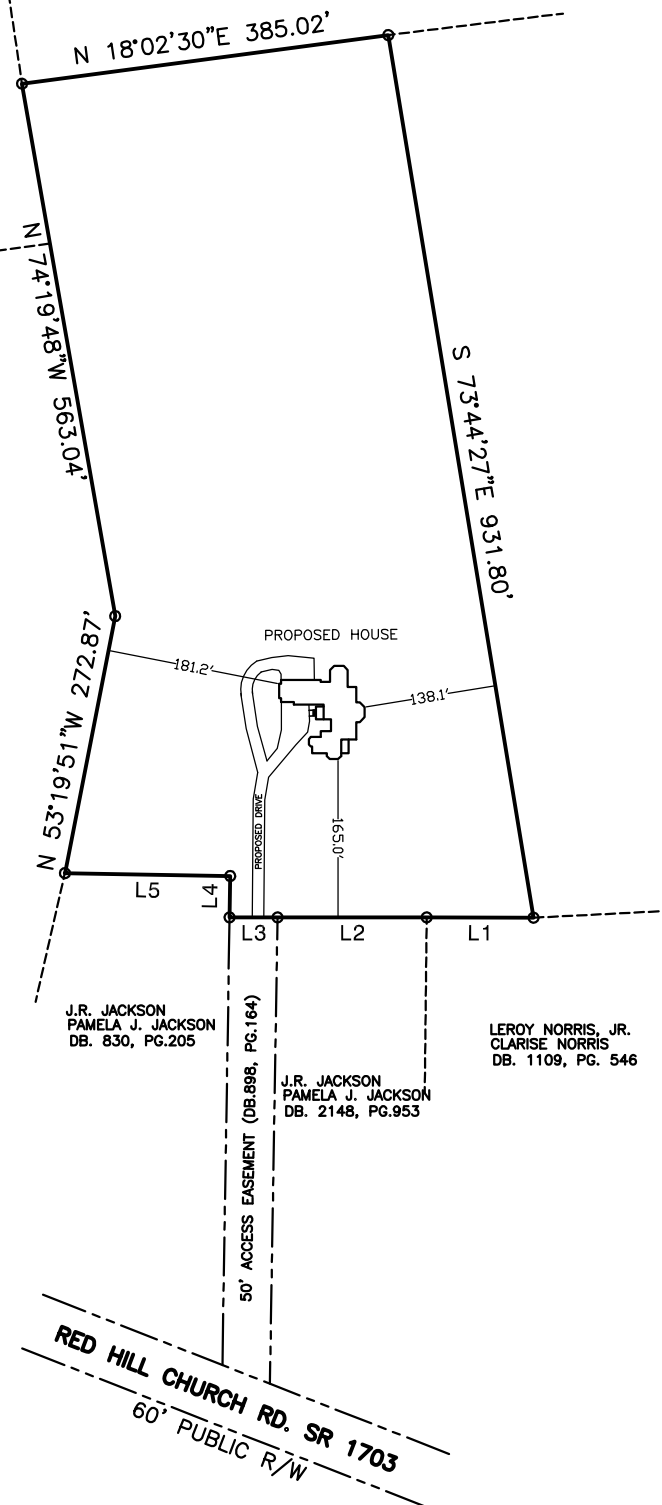 N 18°02'30"E 385.02'
N 74°19'48"W 563.04'
S 73°44'27"E 931.80'
N 53°19'51"W 272.87'
PROPOSED HOUSE
181.2'
138.1'
165.0'
PROPOSED DRIVE
L5
L4
L3
L2
L1
J.R. JACKSON
PAMELA J. JACKSON
DB. 830, PG.205
50' ACCESS EASEMENT (DB.898, PG.164)
J.R. JACKSON
PAMELA J. JACKSON
DB. 2148, PG.953
LEROY NORRIS, JR.
CLARISE NORRIS
DB. 1109, PG. 546
RED HILL CHURCH RD. SR 1703
60' PUBLIC R/W